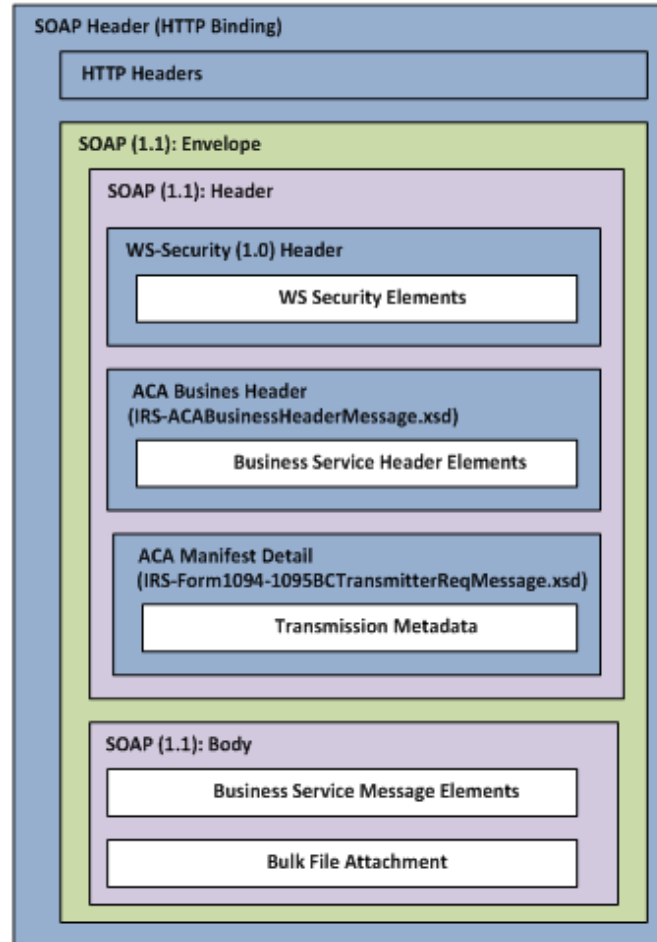 SOAP Header (HTTP Binding)
HTTP Headers
SOAP (1.1): Envelope
SOAP (1.1): Header
WS-Security (1.0) Header
WS Security Elements
ACA Busines Header
(IRS-ACABusinessHeaderMessage.xsd)
Business Service Header Elements
ACA Manifest Detail
(IRS-Form1094-1095BCTransmitterReqMessage.xsd)
Transmission Metadata
SOAP (1.1): Body
Business Service Message Elements
Bulk File Attachment